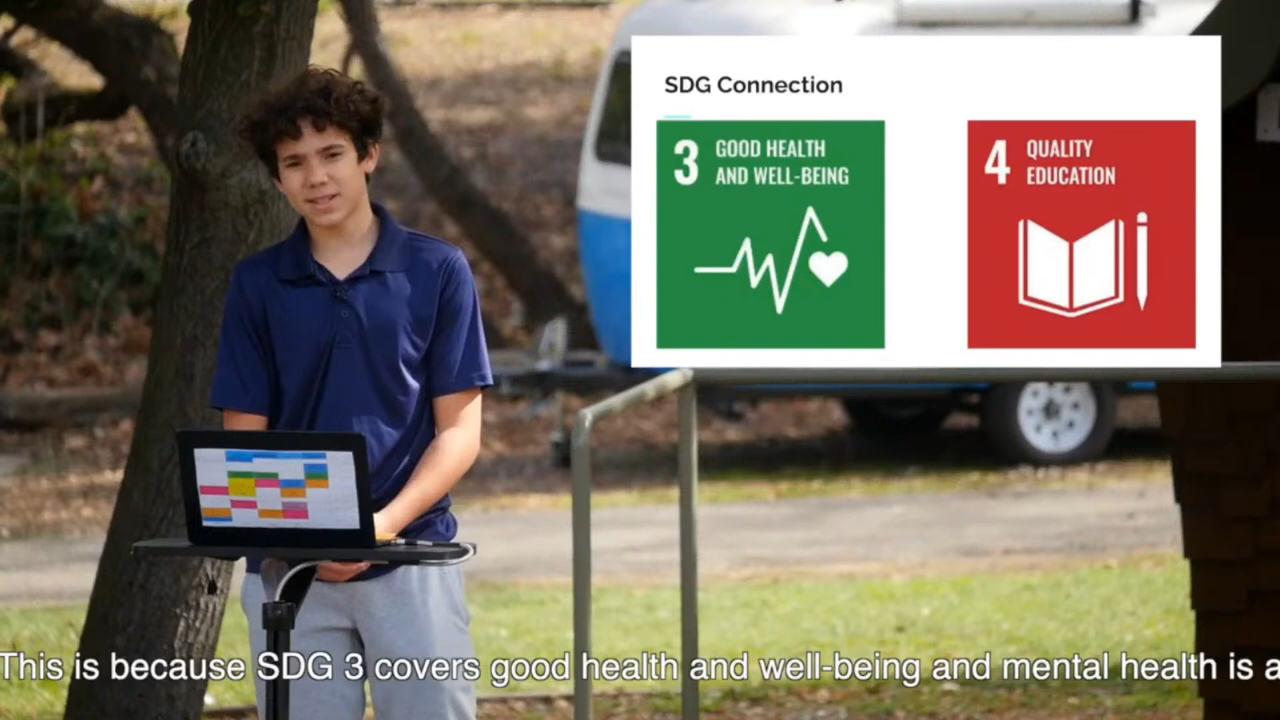 SDG Connection
3 GOOD HEALTH
AND WELL-BEING
4 QUALITY
EDUCATION
This is because SDG 3 covers good health and well-being and mental health is a